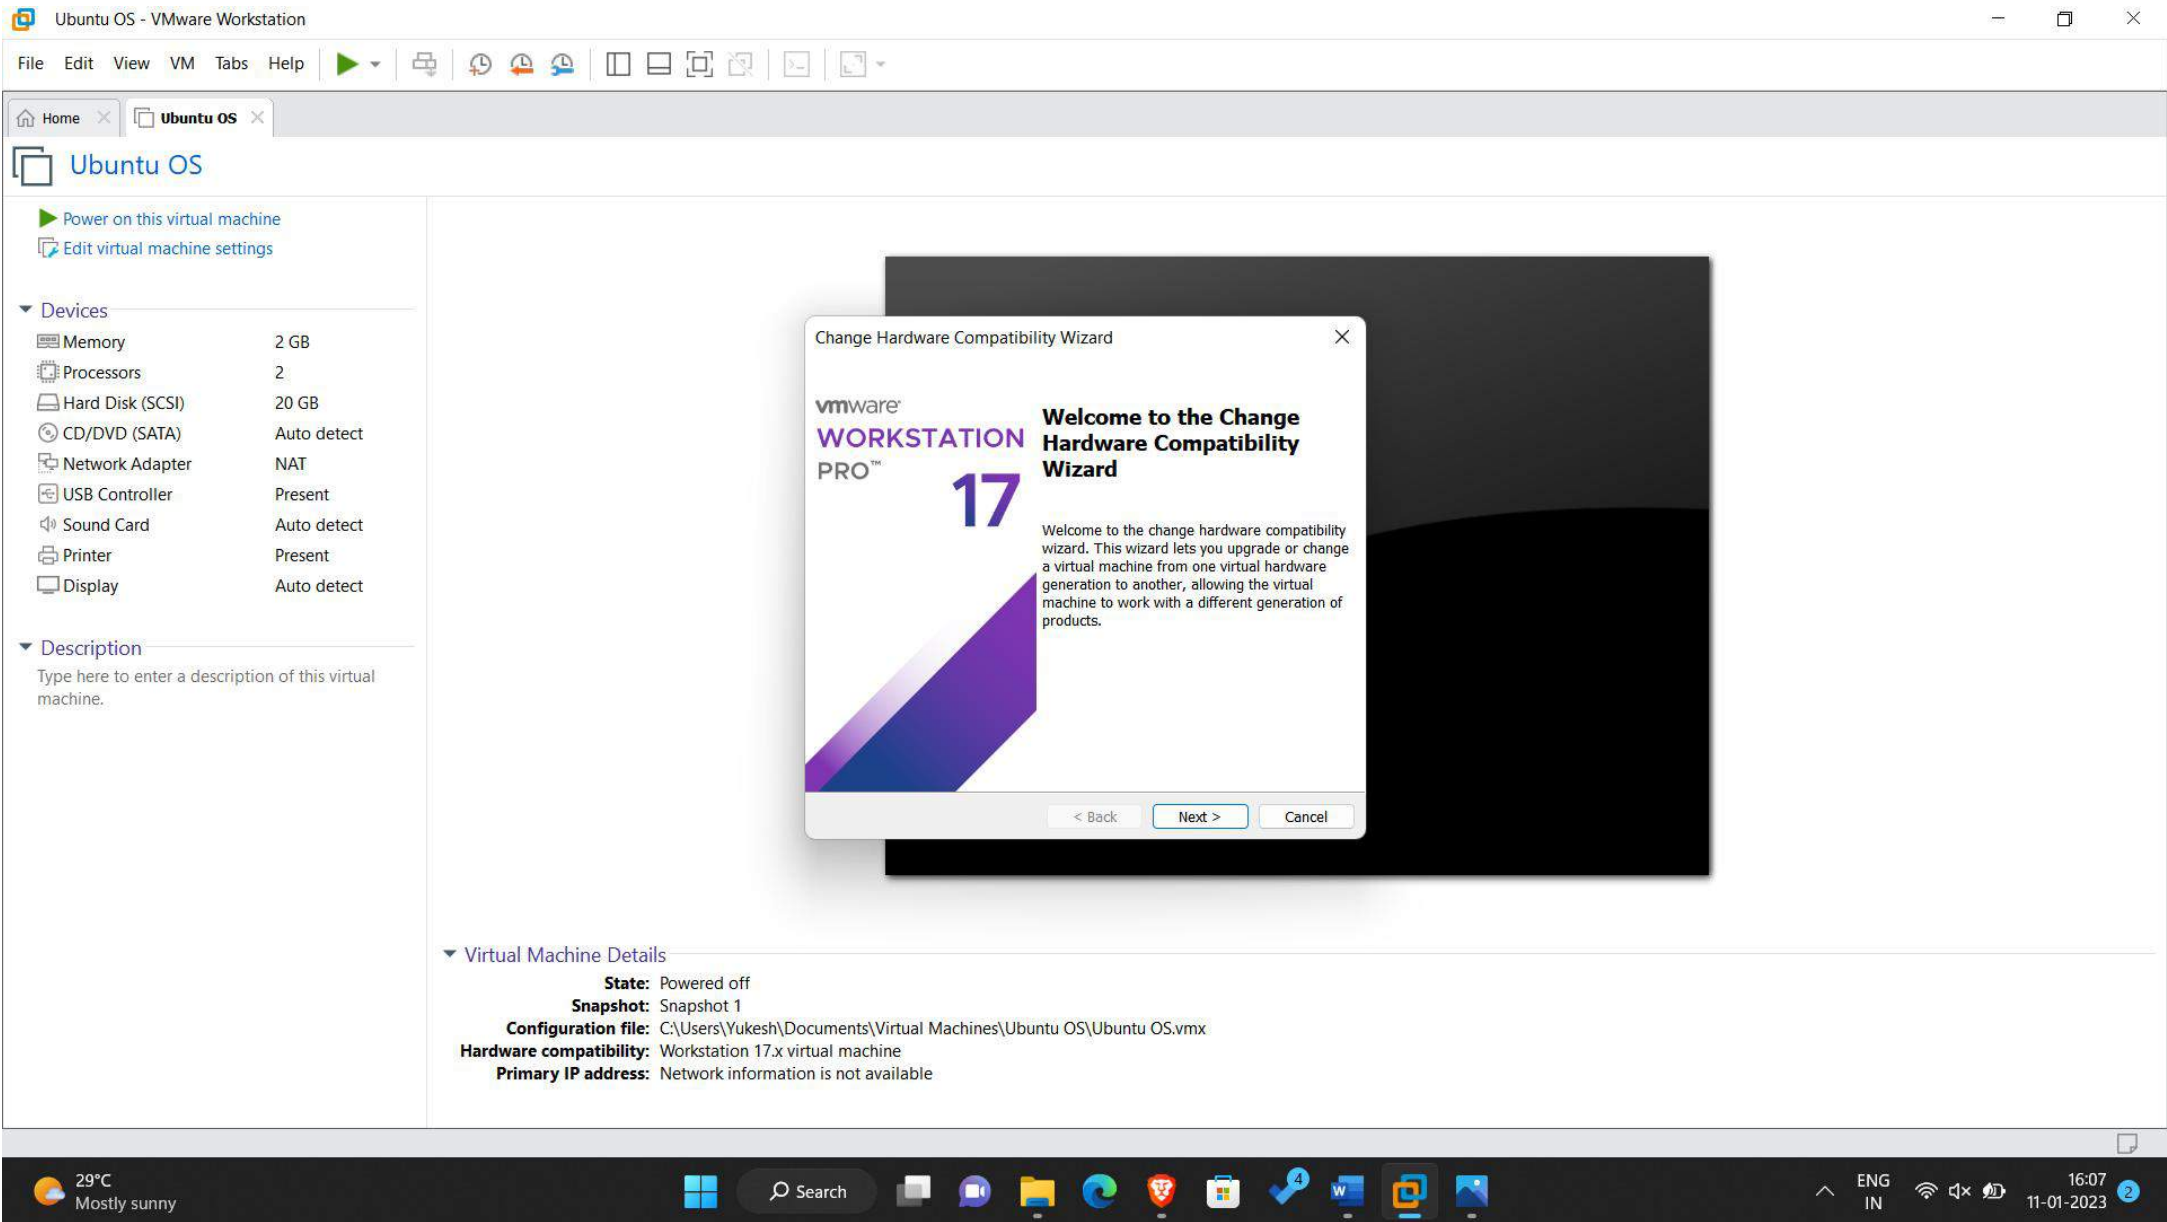 Ubuntu OS - VMware Workstation
File Edit View VM Tabs Help
Home Ubuntu OS
Ubuntu OS
Power on this virtual machine
Edit virtual machine settings
Devices
Memory 2 GB
Processors 2
Hard Disk (SCSI) 20 GB
CD/DVD (SATA) Auto detect
Network Adapter NAT
USB Controller Present
Sound Card Auto detect
Printer Present
Display Auto detect
Description
Type here to enter a description of this virtual
machine.
Change Hardware Compatibility Wizard
vmware
WORKSTATION
PRO™
17
Welcome to the Change
Hardware Compatibility
Wizard
Welcome to the change hardware compatibility
wizard. This wizard lets you upgrade or change
a virtual machine from one virtual hardware
generation to another, allowing the virtual
machine to work with a different generation of
products.
< Back Next > Cancel
Virtual Machine Details
State: Powered off
Snapshot: Snapshot 1
Configuration file: C:\Users\Yukesh\Documents\Virtual Machines\Ubuntu OS\Ubuntu OS.vmx
Hardware compatibility: Workstation 17.x virtual machine
Primary IP address: Network information is not available
29°C
Mostly sunny
Search
4
W
ENG
IN
16:07
11-01-2023
2